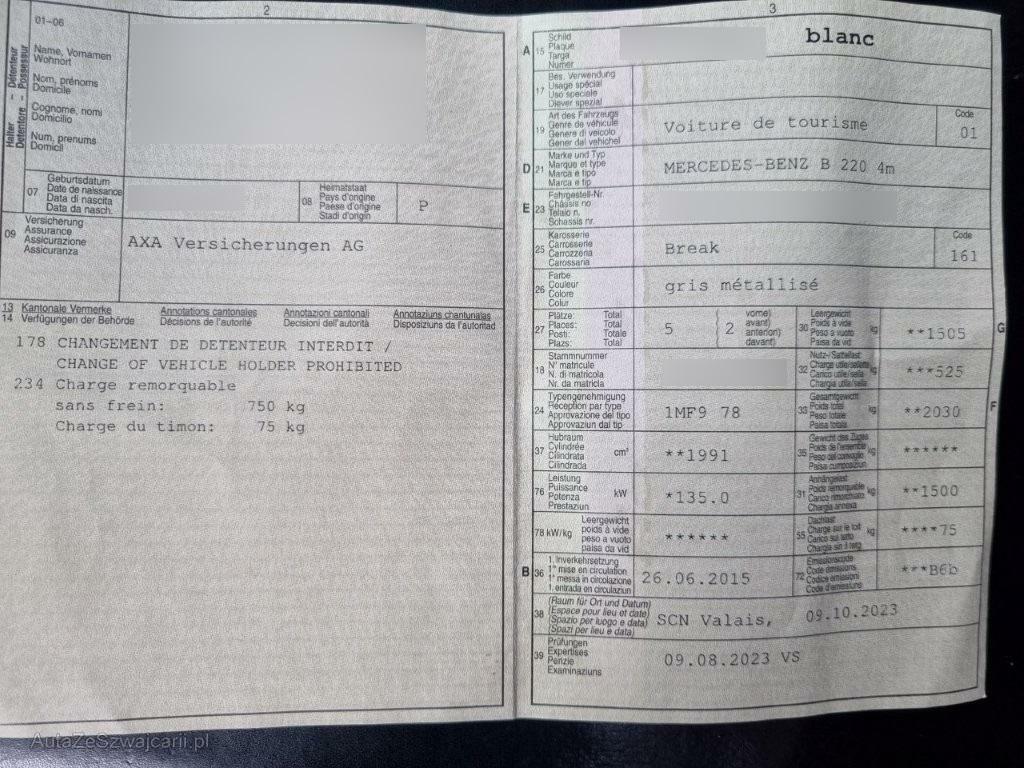 2
01-06
Halter - Détenteur
Detentore - Possessur
Name, Vornamen
Wohnort
Nom, prénoms
Domicile
Cognome, nomi
Domicilio
Num, prenums
Domicil
07
Geburtsdatum
Date de naissance
Data di nascita
Data da nasch.
08
Heimatstaat
Pays d'origine
Paese d'origine
Stadi d'origin
P
09
Versicherung
Assurance
Assicurazione
Assicuranza
AXA Versicherungen AG
13 Kantonale Vermerke Annotations cantonales Annotazioni cantonali Annotaziuns chantunalas
14 Verfügungen der Behörde Décisions de l'autorité Decisioni dell'autorità Disposiziuns da l'autoritad
178 CHANGEMENT DE DETENTEUR INTERDIT /
CHANGE OF VEHICLE HOLDER PROHIBITED
234 Charge remorquable
sans frein: 750 kg
Charge du timon: 75 kg
3
A 15
Schild
Plaque
Targa
Numer
blanc
17
Bes. Verwendung
Usage spécial
Uso speciale
Diever spezial
19
Art des Fahrzeugs
Genre de véhicule
Genere di veicolo
Gener dal vehichel
Voiture de tourisme
Code
01
D 21
Marke und Typ
Marque et type
Marca e tipo
Marca e tip
MERCEDES-BENZ B 220 4m
E 23
Fahrgestell-Nr.
Châssis no
Telaio n.
Schassis nr.
25
Karosserie
Carrosserie
Carrozzeria
Carossaria
Break
Code
161
26
Farbe
Couleur
Colore
Colur
gris métallisé
27
Plätze: Total
Places: Total
Posti: Totale
Plazs: Total
5
2
vorne)
avant)
anteriori)
davant)
30
Leergewicht
Poids à vide
Peso a vuoto
Paisa da vid
kg
**1505
G
18
Stammnummer
N° matricule
N. di matricola
Nr. da matricla
32
Nutz-/Sattellast
Charge utile/sellette
Carico utile/sella
Chargia utila/sella
kg
***525
24
Typengenehmigung
Réception par type
Approvazione del tipo
Approvaziun dal tip
1MF9 78
33
Gesamtgewicht
Poids total
Peso totale
Paisa totala
kg
**2030
F
37
Hubraum
Cylindrée
Cilindrata
Cilindrada
cm³
**1991
35
Gewicht des Zuges
Poids de l'ensemble
Peso del convoglio
Paisa cumposiziun
kg
******
76
Leistung
Puissance
Potenza
Prestaziun
kW
*135.0
31
Anhängelast
Poids remorquable
Carico rimorchiato
Chargia annexa
kg
**1500
78 kW/kg
Leergewicht
poids à vide
peso a vuoto
paisa da vid
******
55
Dachlast
Charge sur le toit
Carico sul tetto
Chargia sin il tetg
kg
****75
B 36
1. Inverkehrsetzung
1re mise en circulation
1a messa in circolazione
1. entrada en circulaziun
26.06.2015
72
Emissionscode
Code émissions
Codice emissioni
Code d'emissiuns
***B6b
38
(Raum für Ort und Datum)
(Espace pour lieu et date)
(Spazio per luogo e data)
(Spazi per lieu e data)
SCN Valais, 09.10.2023
39
Prüfungen
Expertises
Perizie
Examinaziuns
09.08.2023 VS
AutaZeSzwajcarii.pl